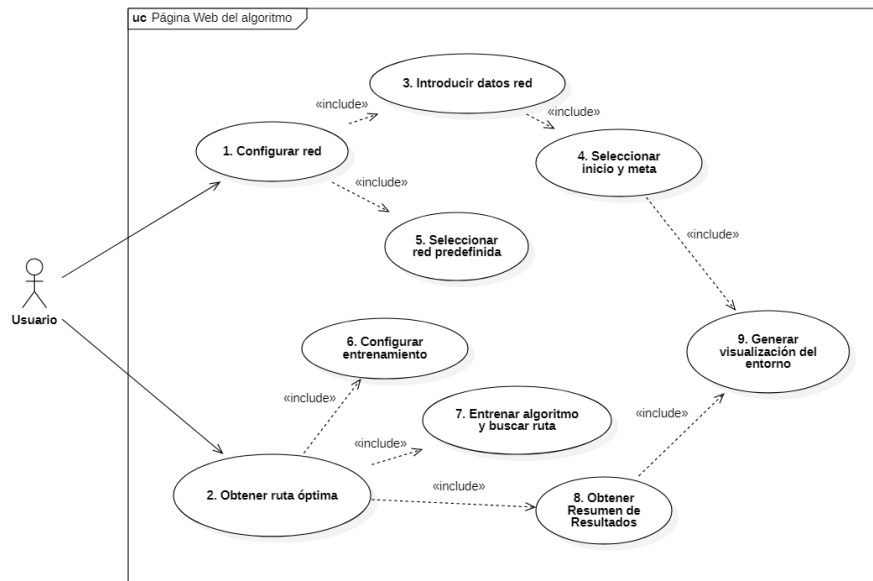 uc Página Web del algoritmo
3. Introducir datos red
«include»
«include»
1. Configurar red
4. Seleccionar
inicio y meta
«include»
5. Seleccionar
red predefinida
«include»
Usuario
6. Configurar
entrenamiento
9. Generar
visualización del
entorno
«include»
7. Entrenar algoritmo
y buscar ruta
«include»
«include»
2. Obtener ruta óptima
«include»
8. Obtener
Resumen de
Resultados